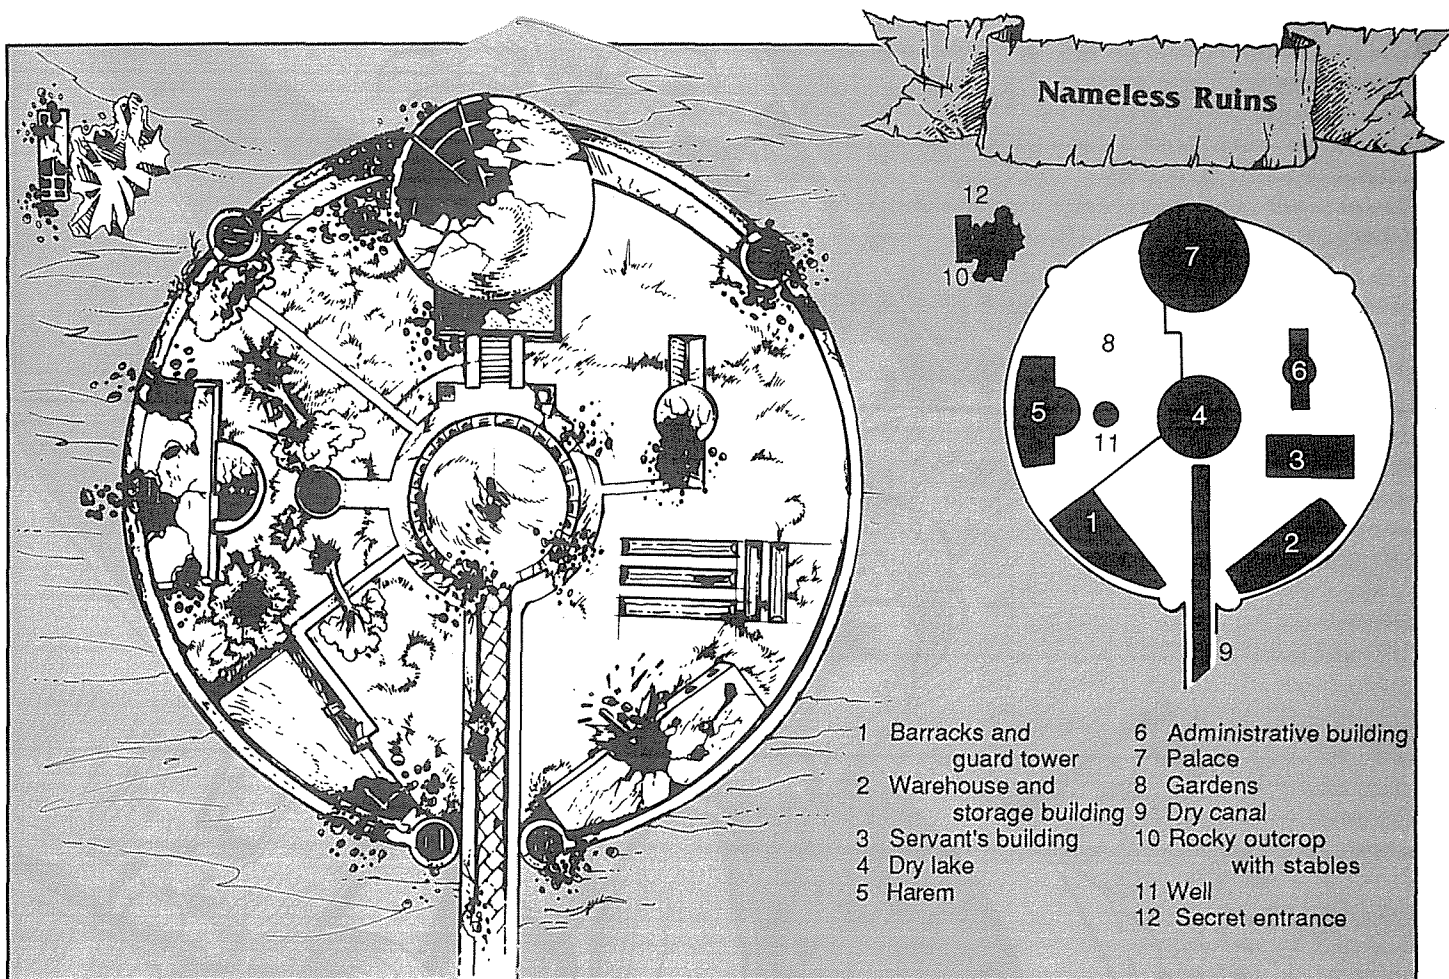 Nameless Ruins
12
10
7
8
6
5
11
4
3
1
2
9
1 Barracks and
guard tower
2 Warehouse and
storage building
3 Servant's building
4 Dry lake
5 Harem
6 Administrative building
7 Palace
8 Gardens
9 Dry canal
10 Rocky outcrop
with stables
11 Well
12 Secret entrance